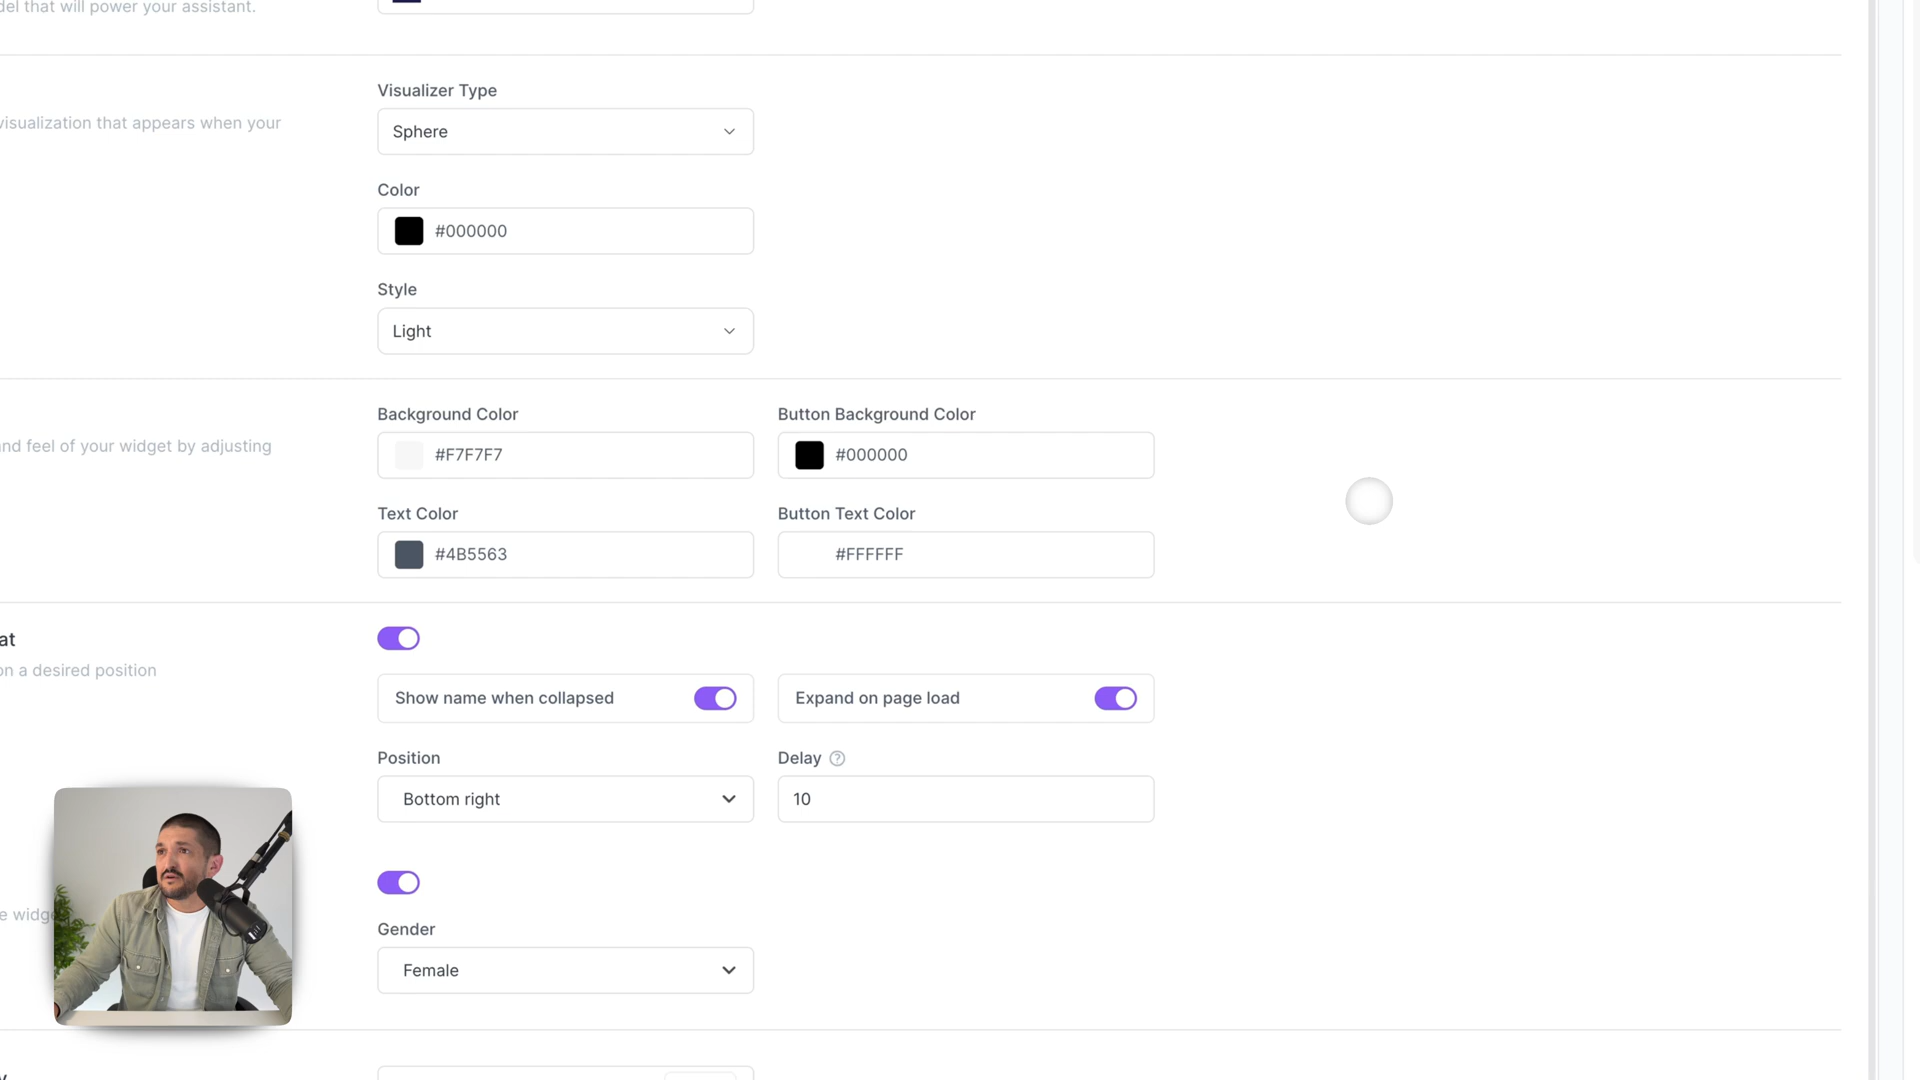 del that will power your assistant.
Visualizer Type
visualization that appears when your
Sphere
Color
#000000
Style
Light
Background Color
Button Background Color
and feel of your widget by adjusting
#F7F7F7
#000000
Text Color
Button Text Color
#4B5563
#FFFFFF
at
on a desired position
Show name when collapsed
Expand on page load
Position
Delay ?
Bottom right
10
e widge
Gender
Female